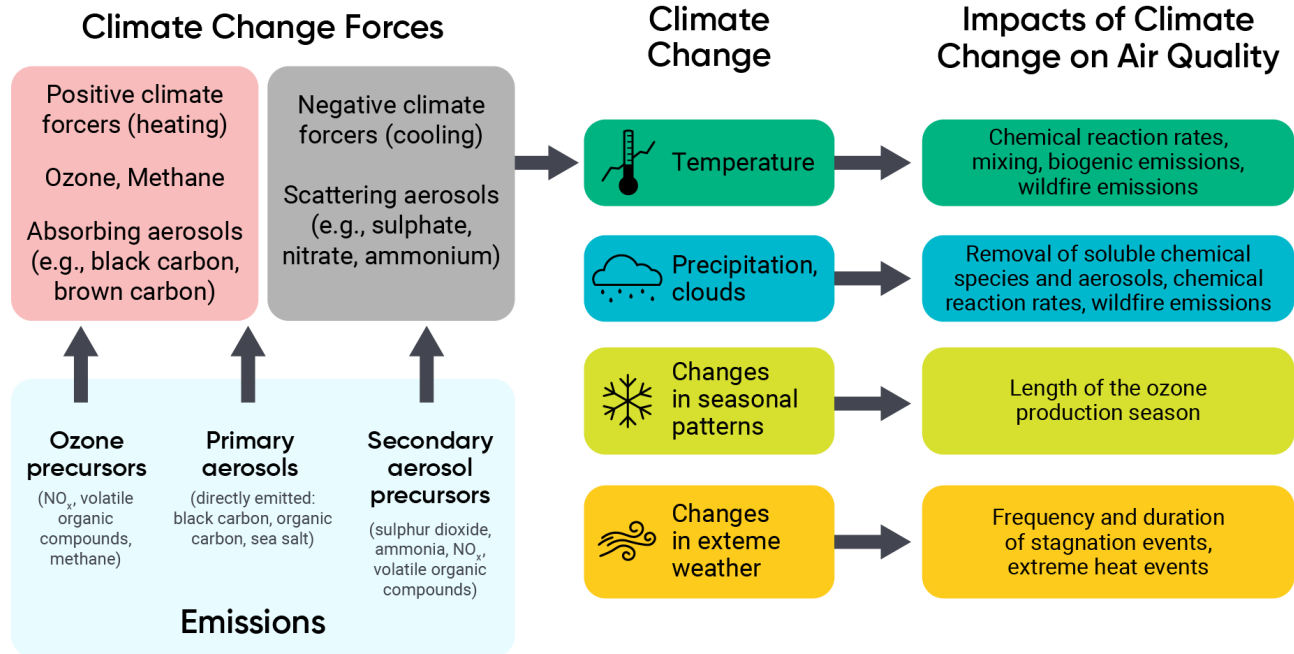 Climate Change Forces
Positive climate
forcers (heating)
Ozone, Methane
Absorbing aerosols
(e.g., black carbon,
brown carbon)
Negative climate
forcers (cooling)
Scattering aerosols
(e.g., sulphate,
nitrate, ammonium)
Ozone
precursors
(NOx, volatile
organic
compounds,
methane)
Primary
aerosols
(directly emitted:
black carbon, organic
carbon, sea salt)
Secondary
aerosol
precursors
(sulphur dioxide,
ammonia, NOx,
volatile organic
compounds)
Emissions
Climate
Change
Temperature
Precipitation,
clouds
Changes
in seasonal
patterns
Changes
in exteme
weather
Impacts of Climate
Change on Air Quality
Chemical reaction rates,
mixing, biogenic emissions,
wildfire emissions
Removal of soluble chemical
species and aerosols, chemical
reaction rates, wildfire emissions
Length of the ozone
production season
Frequency and duration
of stagnation events,
extreme heat events